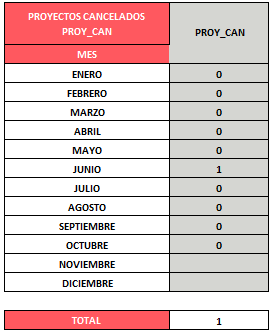 PROYECTOS CANCELADOS
PROY_CAN
PROY_CAN
MES
ENERO 0
FEBRERO 0
MARZO 0
ABRIL 0
MAYO 0
JUNIO 1
JULIO 0
AGOSTO 0
SEPTIEMBRE 0
OCTUBRE 0
NOVIEMBRE
DICIEMBRE
TOTAL 1